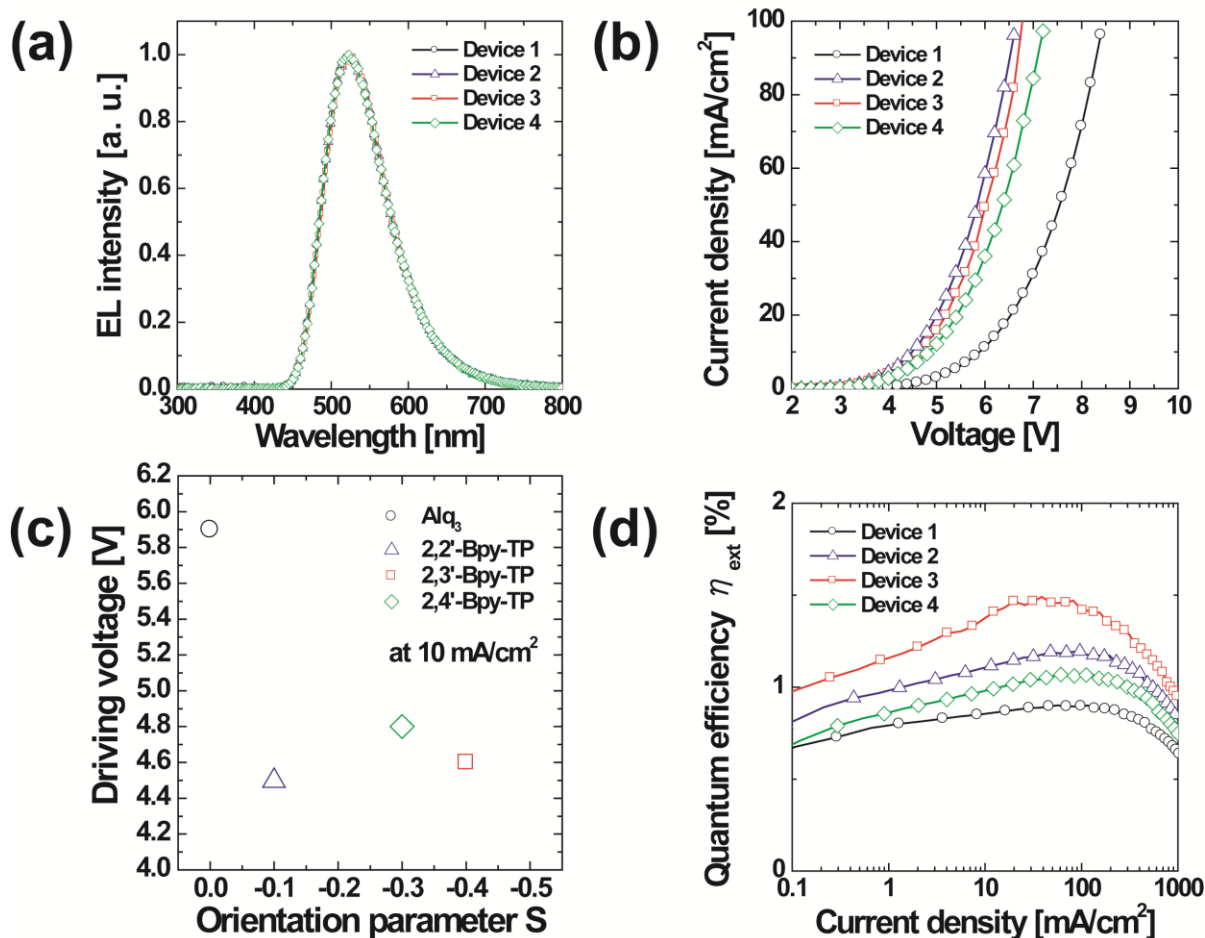 (a)
EL intensity [a. u.]
1.0
0.8
0.6
0.4
0.2
0.0
300 400 500 600 700 800
Wavelength [nm]
Device 1
Device 2
Device 3
Device 4
(b)
Current density [mA/cm²]
100
80
60
40
20
0
2 3 4 5 6 7 8 9 10
Voltage [V]
Device 1
Device 2
Device 3
Device 4
(c)
Driving voltage [V]
6.2
6.0
5.8
5.6
5.4
5.2
5.0
4.8
4.6
4.4
4.2
4.0
0.0 -0.1 -0.2 -0.3 -0.4 -0.5
Orientation parameter S
Alq₃
2,2'-Bpy-TP
2,3'-Bpy-TP
2,4'-Bpy-TP
at 10 mA/cm²
(d)
Quantum efficiency η ext [%]
2
1
0
0.1 1 10 100 1000
Current density [mA/cm²]
Device 1
Device 2
Device 3
Device 4